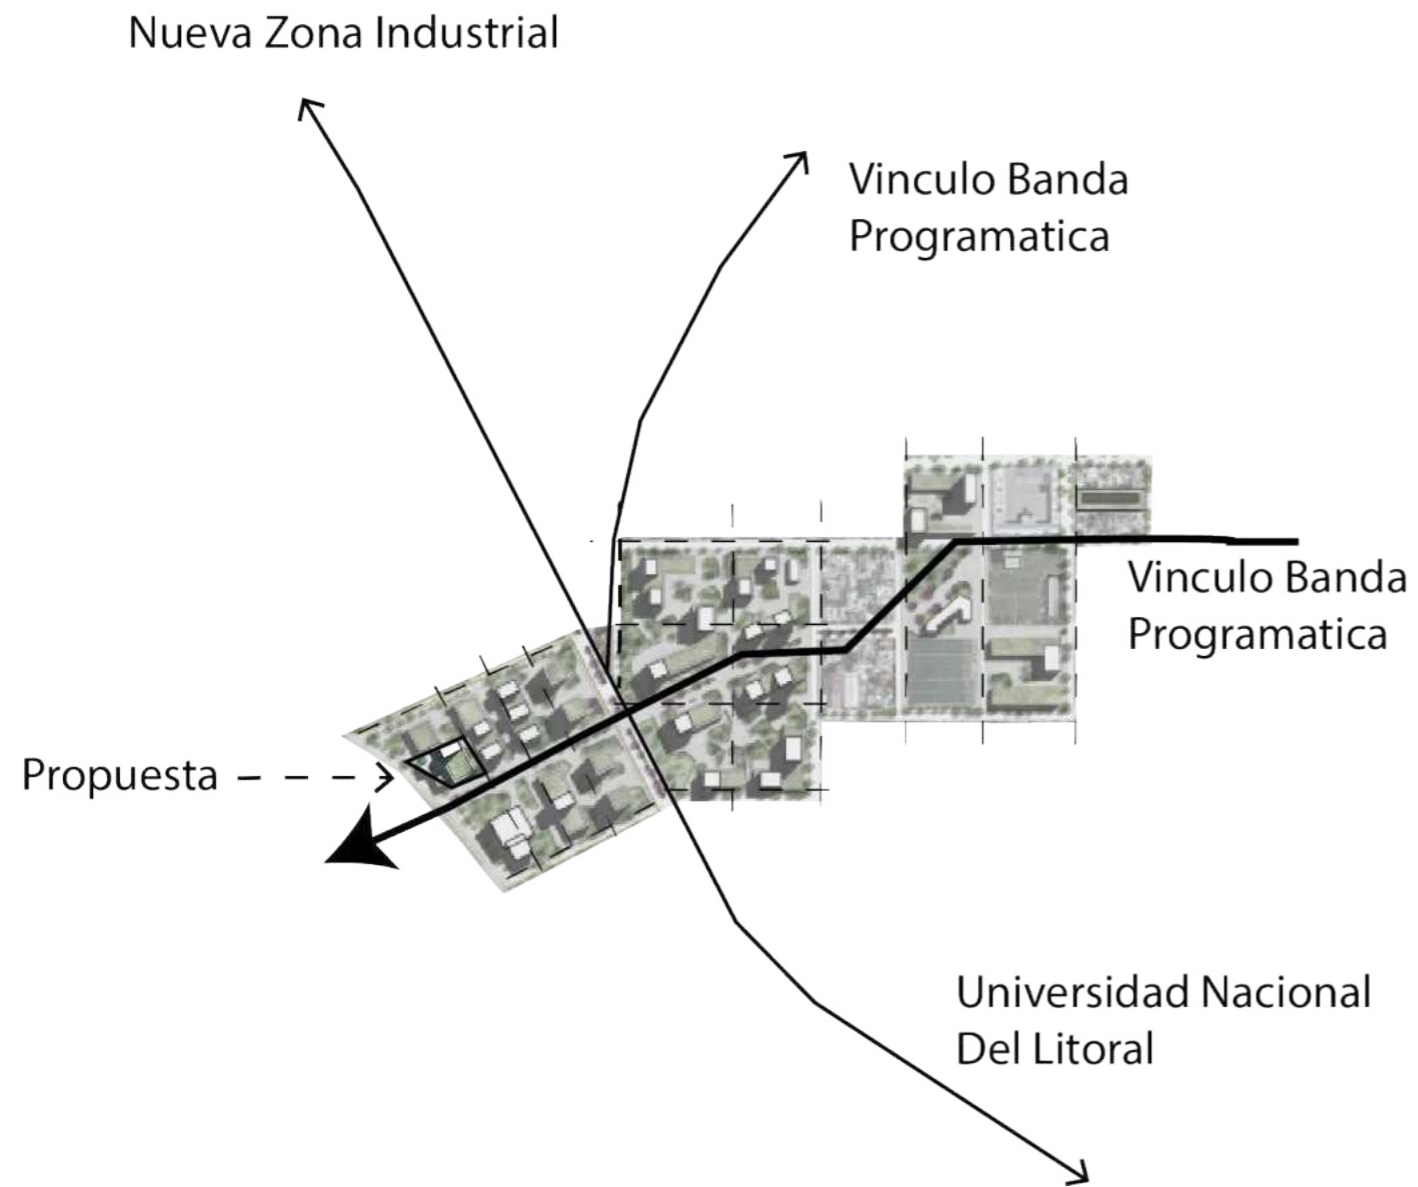 Nueva Zona Industrial
Vinculo Banda
Programatica
Vinculo Banda
Programatica
Propuesta
Universidad Nacional
Del Litoral